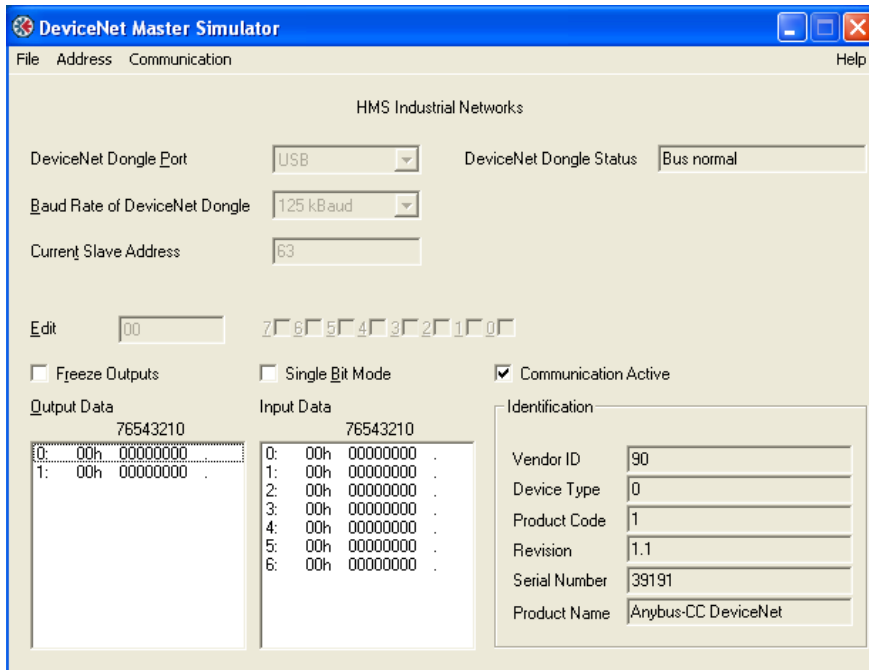 DeviceNet Master Simulator
File Address Communication Help
HMS Industrial Networks
DeviceNet Dongle Port USB DeviceNet Dongle Status Bus normal
Baud Rate of DeviceNet Dongle 125 kBaud
Current Slave Address 63
Edit 00 7 6 5 4 3 2 1 0
Freeze Outputs Single Bit Mode Communication Active
Output Data Input Data Identification
76543210 76543210
0: 00h 00000000 . 0: 00h 00000000 .
1: 00h 00000000 . 1: 00h 00000000 .
2: 00h 00000000 .
3: 00h 00000000 .
4: 00h 00000000 .
5: 00h 00000000 .
6: 00h 00000000 .
Vendor ID 90
Device Type 0
Product Code 1
Revision 1.1
Serial Number 39191
Product Name Anybus-CC DeviceNet